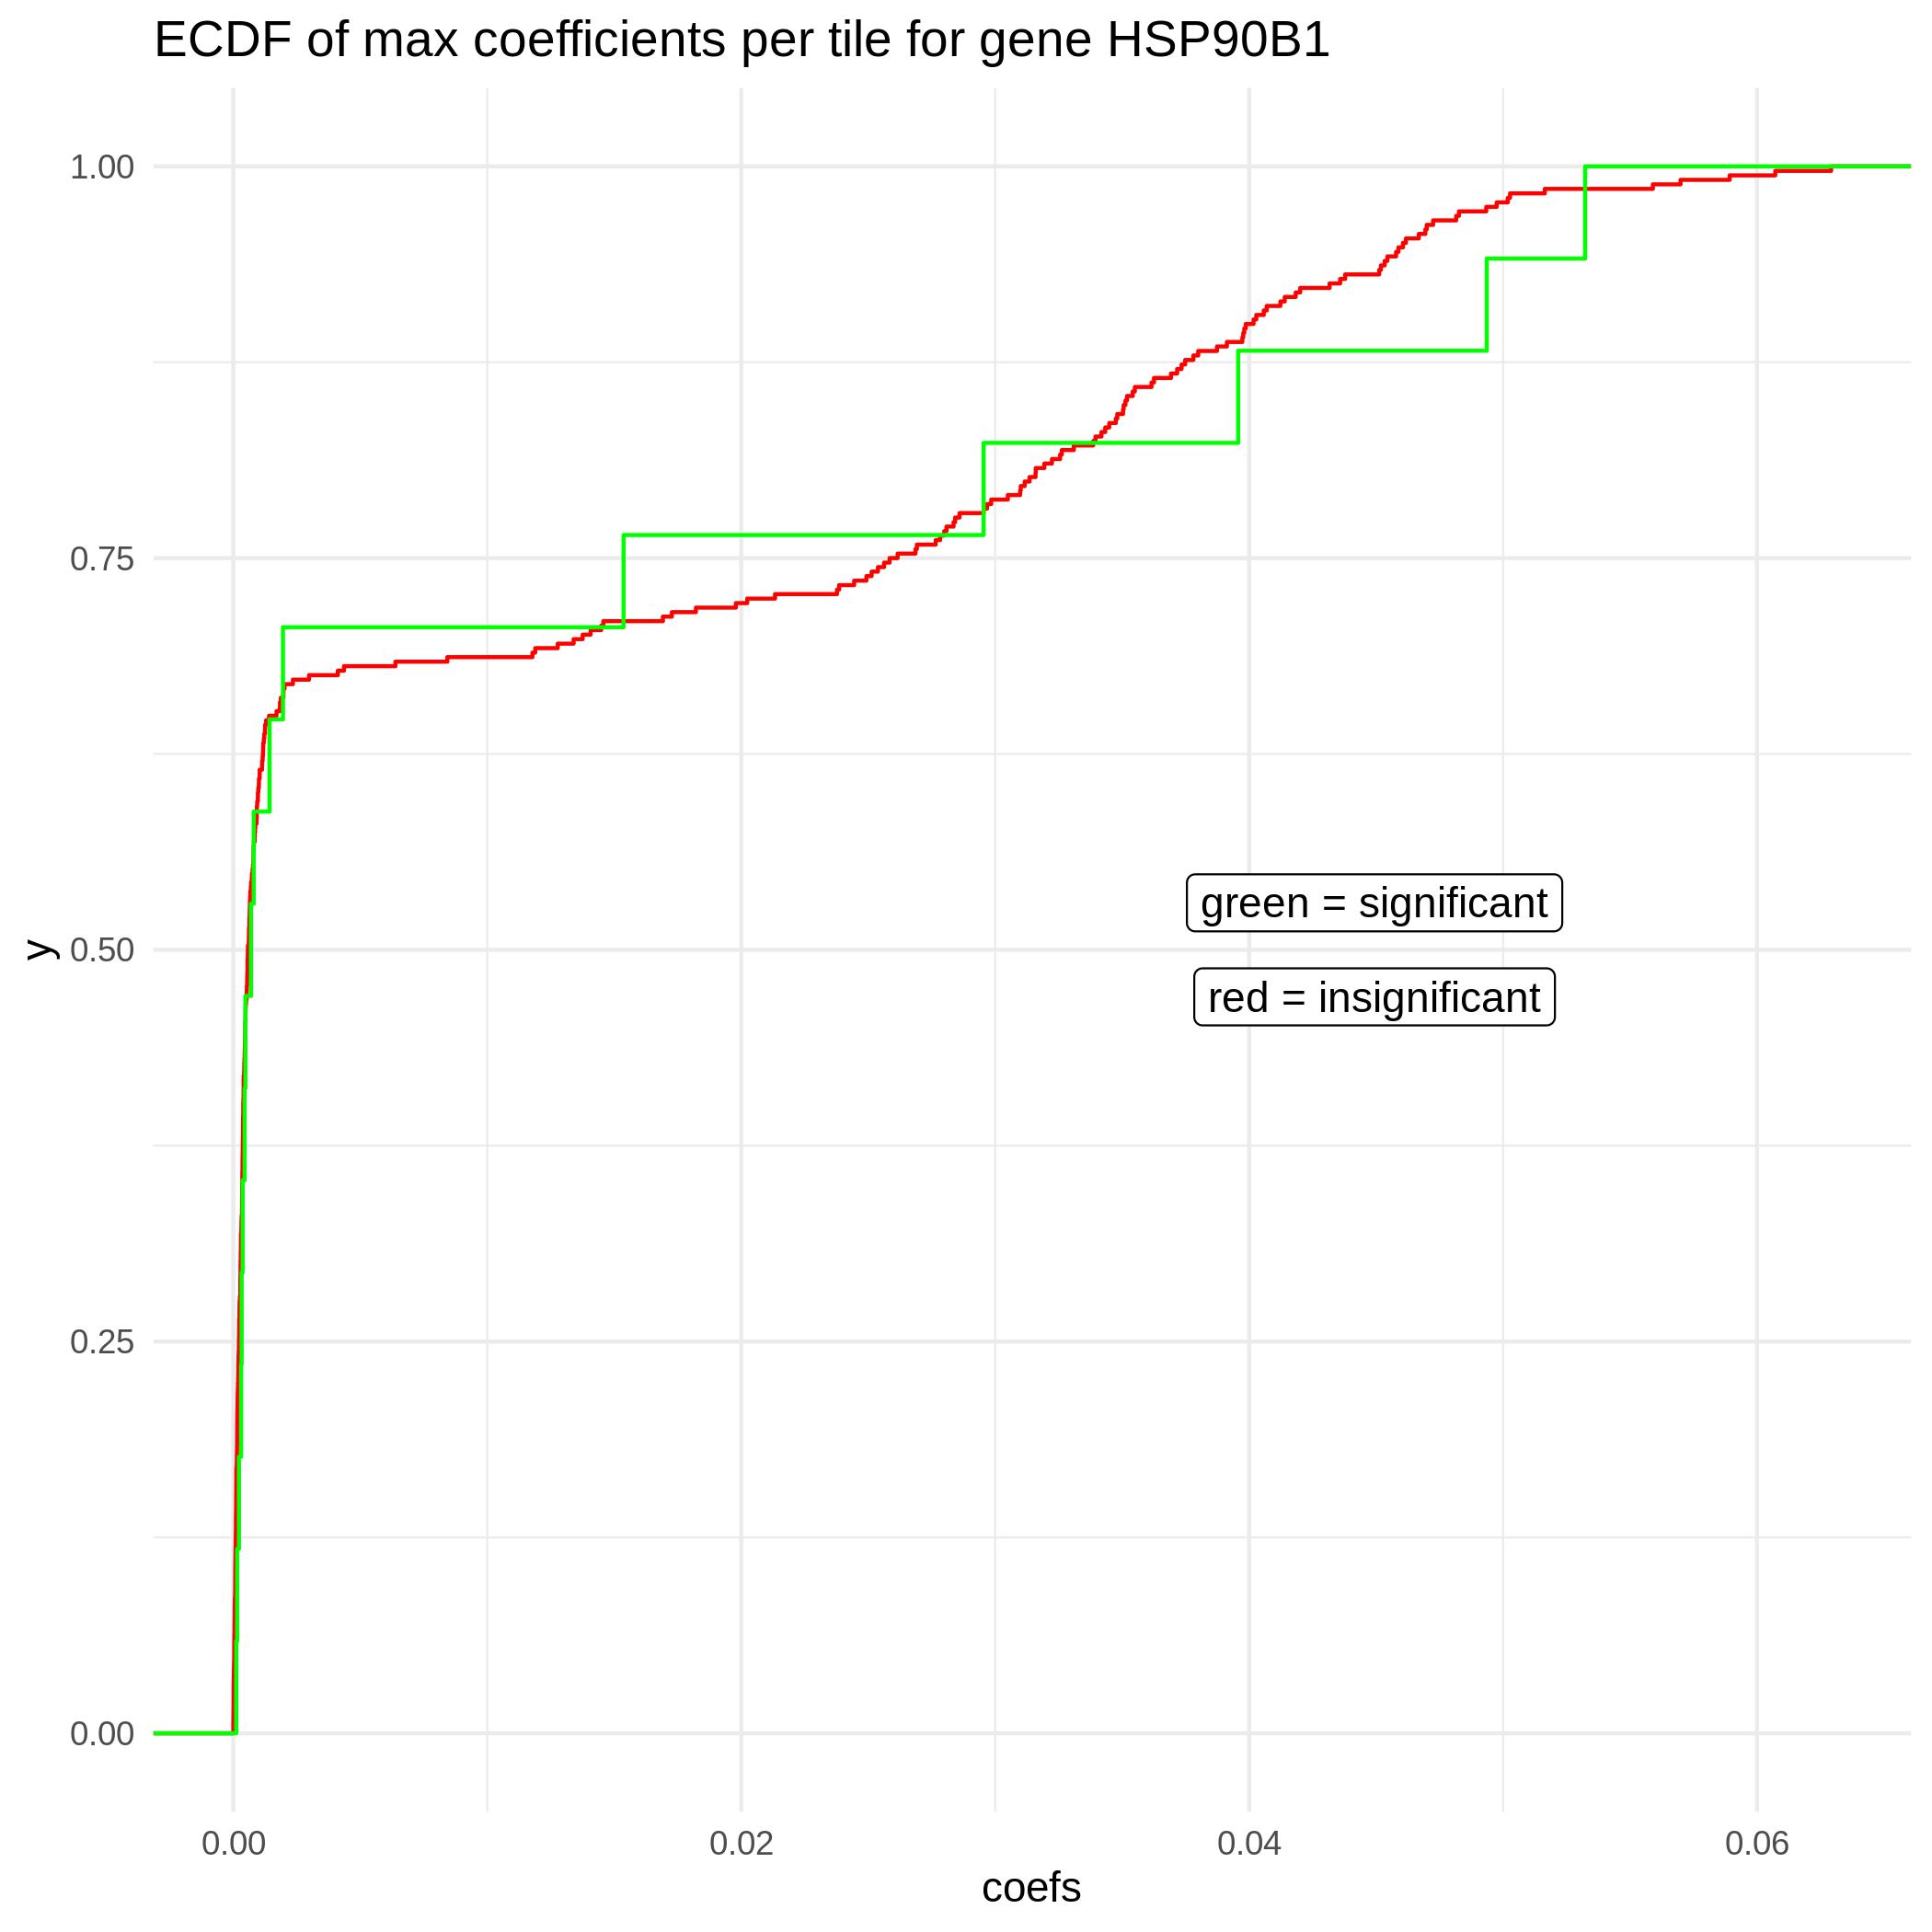 ECDF of max coefficients per tile for gene HSP90B1
1.00
0.75
0.50
0.25
0.00
y
green = significant
red = insignificant
0.00
0.02
0.04
0.06
coefs